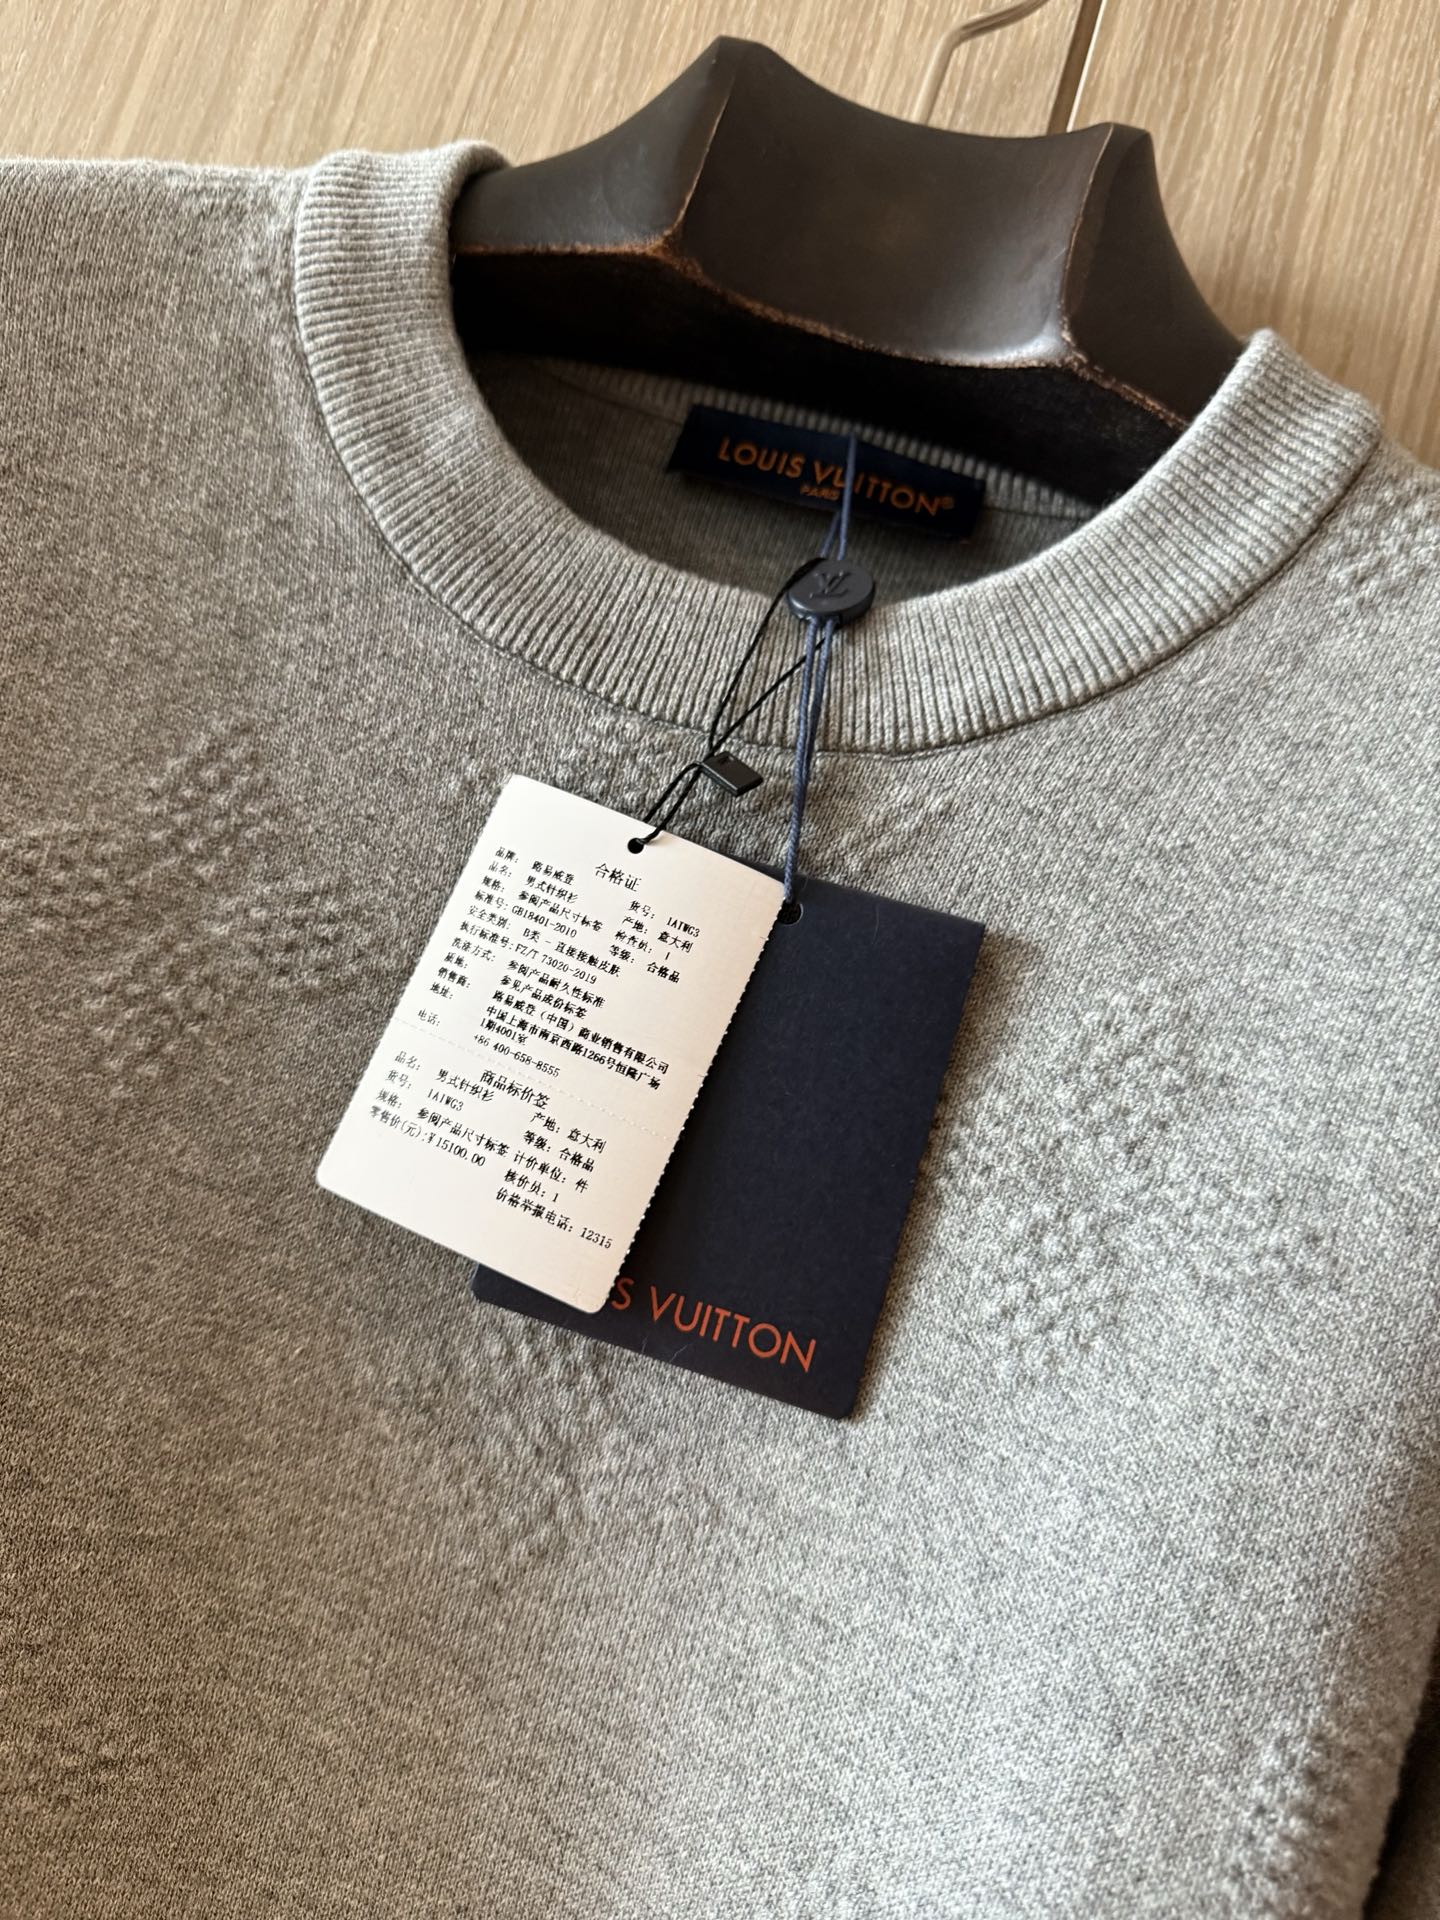 LOUIS VUITTON®
PARIS
LV
合格证
品牌: 路易威登 货号: 1A1WG3
品名: 男式针织衫 产地: 意大利
规格: 参阅产品尺寸标签 检查员: 1
标准号: GB18401-2010 等级: 合格品
安全类别: B类 - 直接接触皮肤
执行标准号: FZ/T 73020-2019
洗涤方式: 参阅产品耐久性标准
质地: 参见产品成份标签
销售商: 路易威登（中国）商业销售有限公司
地址: 中国上海市南京西路1266号恒隆广场
1期4001室
电话: +86 400-658-8555
商品标价签
品名: 男式针织衫 产地: 意大利
货号: 1A1WG3 等级: 合格品
规格: 参阅产品尺寸标签 计价单位: 件
零售价(元):¥15100.00 核价员: 1
价格举报电话: 12315
S VUITTON